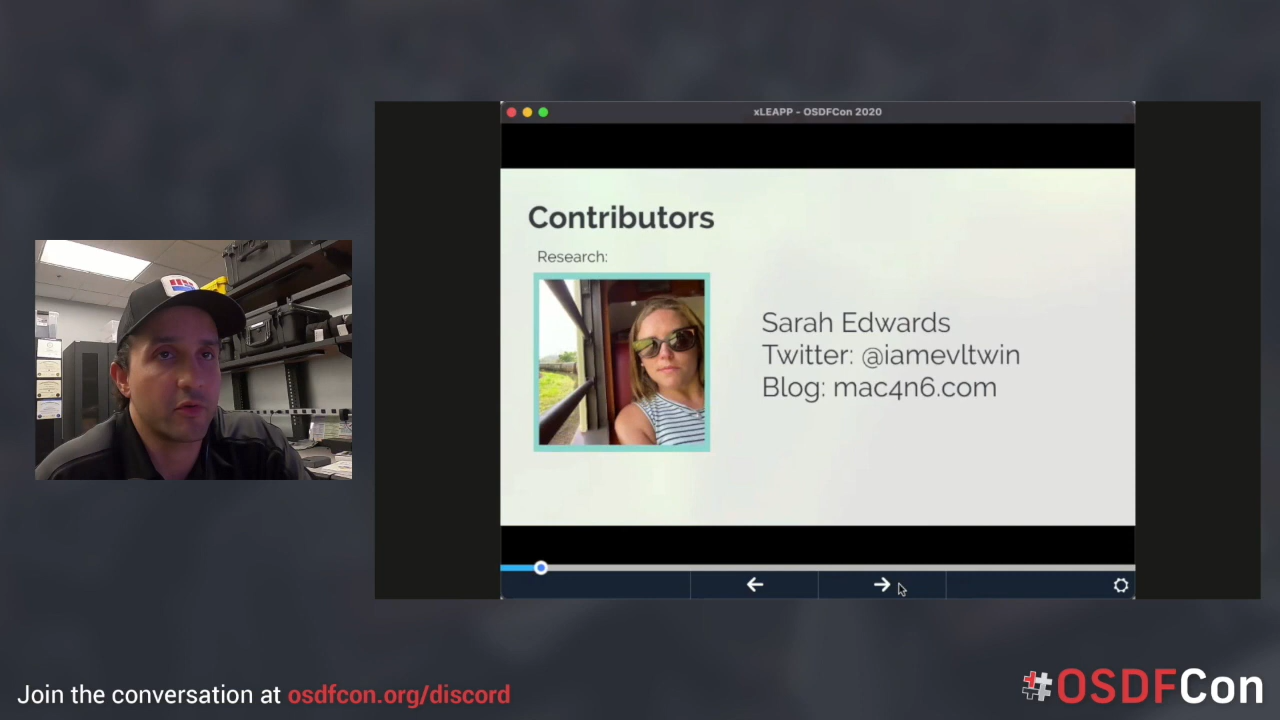 xLEAPP - OSDFCon 2020
Contributors
Research:
Sarah Edwards
Twitter: @iamevltwin
Blog: mac4n6.com
Join the conversation at osdfcon.org/discord
#OSDFCon